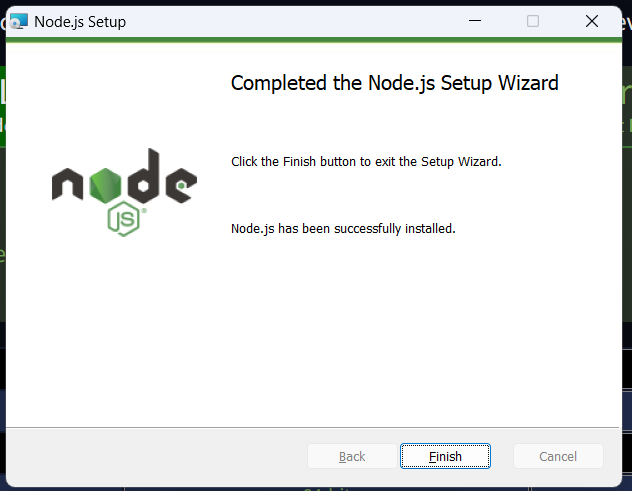 Node.js Setup
Completed the Node.js Setup Wizard
Click the Finish button to exit the Setup Wizard.
node
JS
Node.js has been successfully installed.
Back
Finish
Cancel